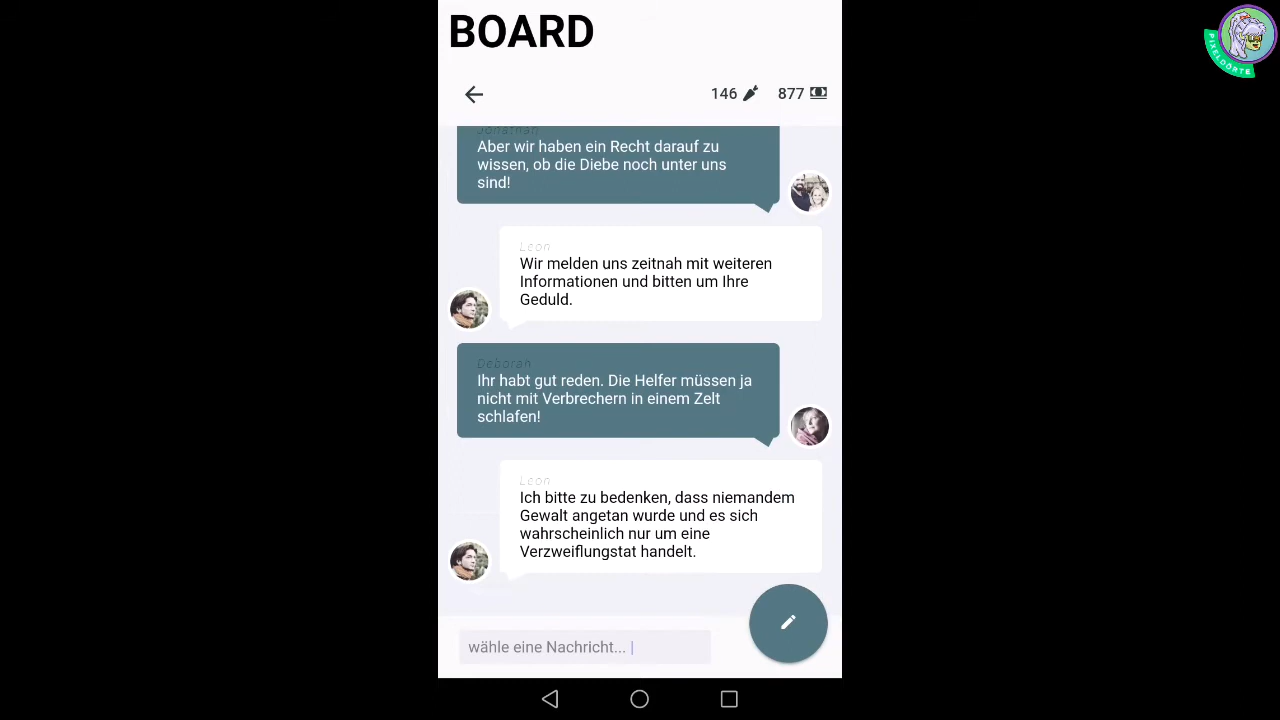 BOARD
146 877
Jonathan
Aber wir haben ein Recht darauf zu
wissen, ob die Diebe noch unter uns
sind!
Leon
Wir melden uns zeitnah mit weiteren
Informationen und bitten um Ihre
Geduld.
Deborah
Ihr habt gut reden. Die Helfer müssen ja
nicht mit Verbrechern in einem Zelt
schlafen!
Leon
Ich bitte zu bedenken, dass niemandem
Gewalt angetan wurde und es sich
wahrscheinlich nur um eine
Verzweiflungstat handelt.
wähle eine Nachricht... |
PIXELDÖRTE